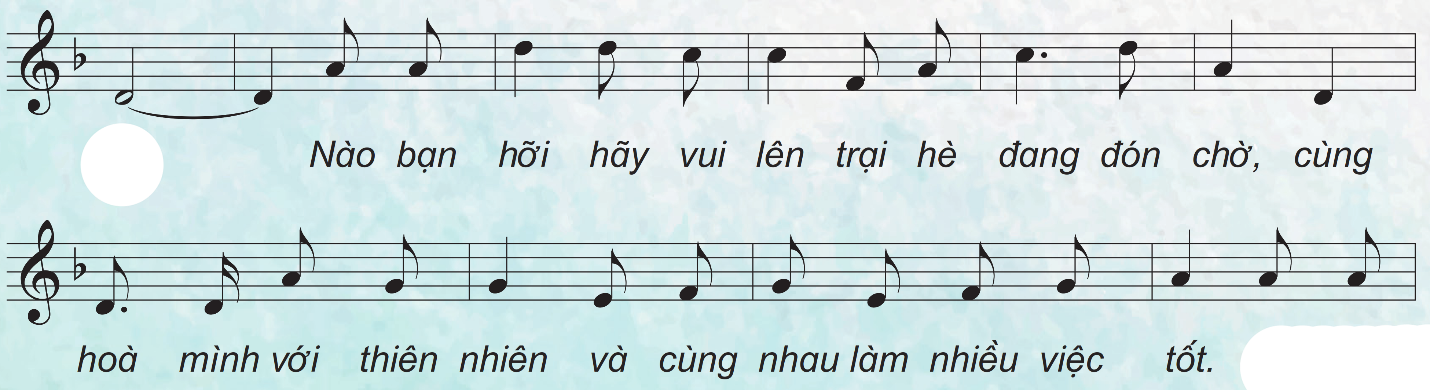 Nào bạn hỡi hãy vui lên trại hè đang đón chờ, cùng
hoà mình với thiên nhiên và cùng nhau làm nhiều việc tốt.